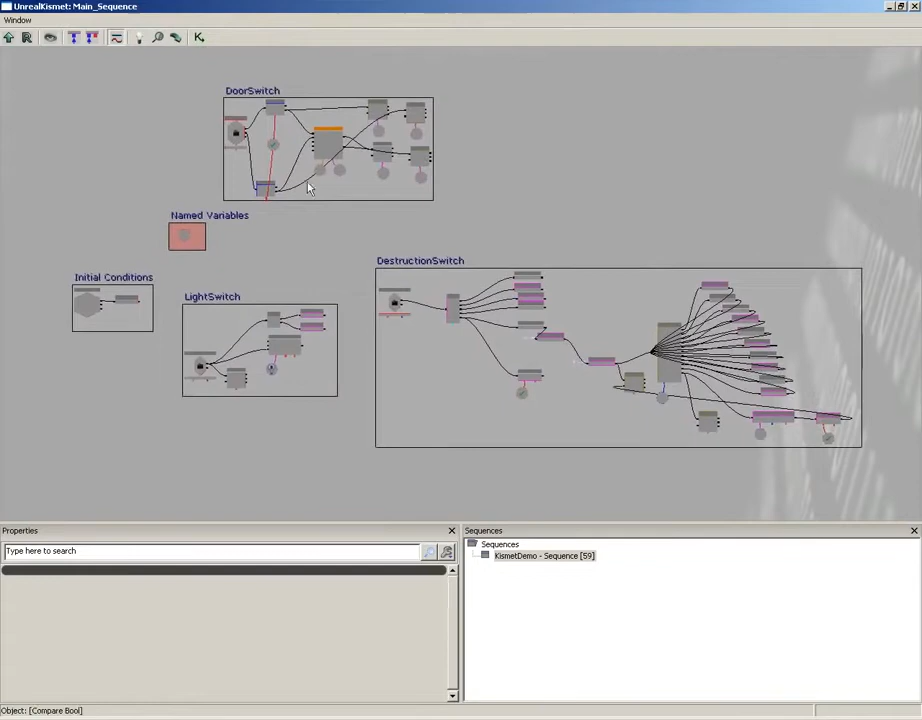 UnrealKismet: Main_Sequence
Window
DoorSwitch
Named Variables
DestructionSwitch
Initial Conditions
LightSwitch
Properties
Sequences
Type here to search
Sequences
KismetDemo - Sequence [59]
Object: [Compare Bool]